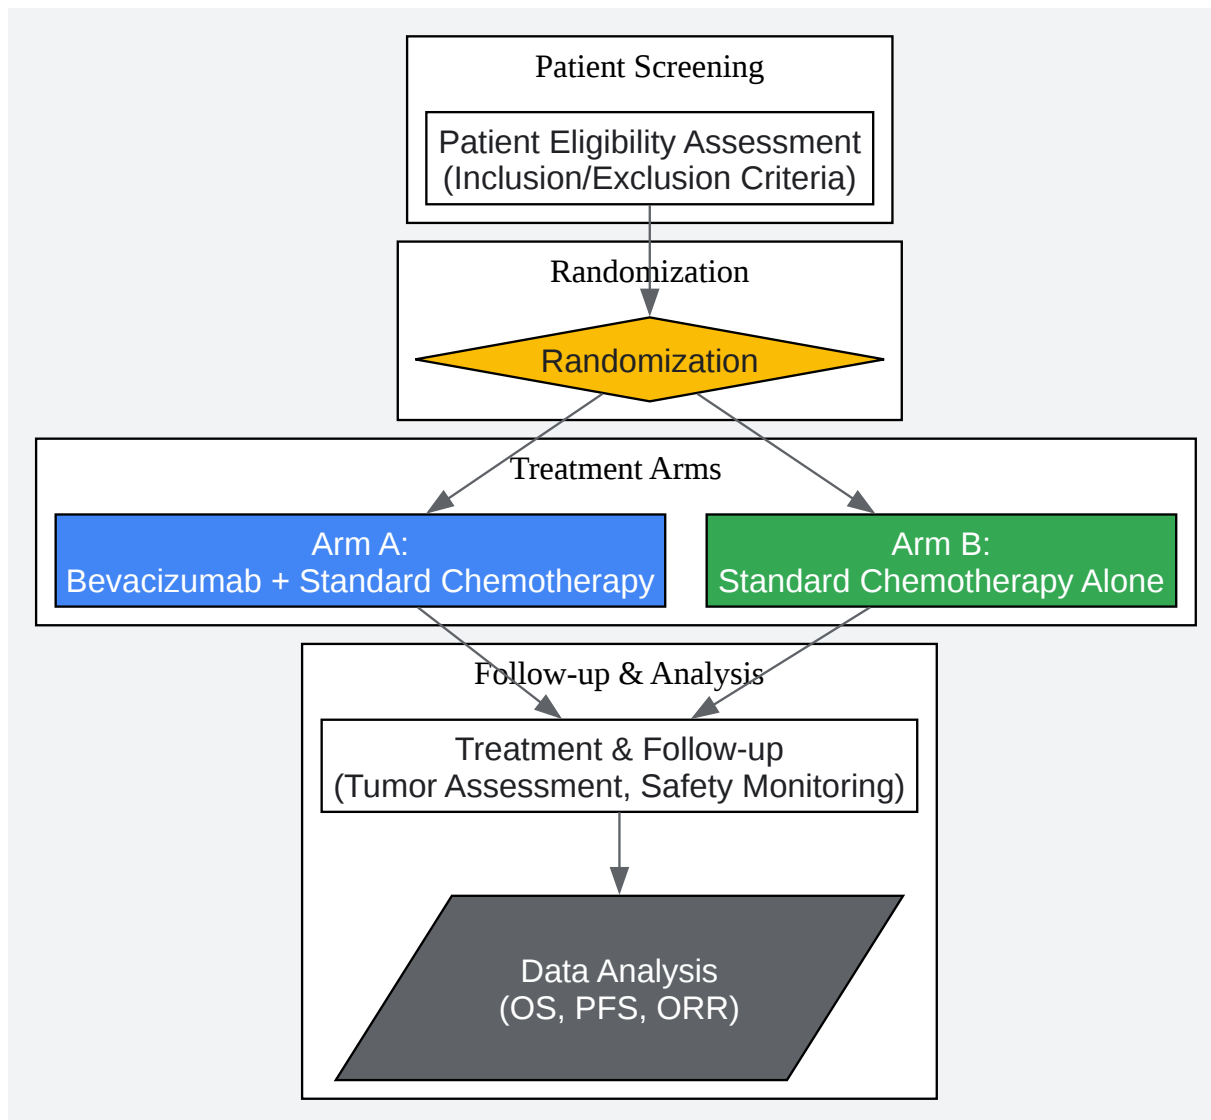 Patient Screening
Patient Eligibility Assessment
(Inclusion/Exclusion Criteria)
Randomization
Randomization
Treatment Arms
Arm A:
Bevacizumab + Standard Chemotherapy
Arm B:
Standard Chemotherapy Alone
Follow-up & Analysis
Treatment & Follow-up
(Tumor Assessment, Safety Monitoring)
Data Analysis
(OS, PFS, ORR)